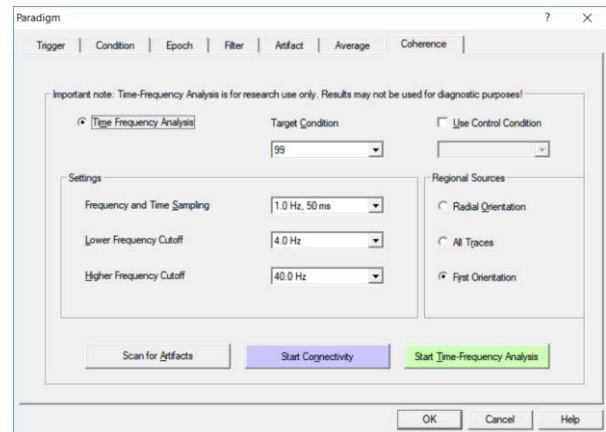 Paradigm ? ×
Trigger Condition Epoch Filter Artifact Average Coherence
Important note: Time-Frequency Analysis is for research use only. Results may not be used for diagnostic purposes!
Time Frequency Analysis Target Condition Use Control Condition
99
Settings Regional Sources
Frequency and Time Sampling 1.0 Hz, 50 ms Radial Orientation
Lower Frequency Cutoff 4.0 Hz All Traces
Higher Frequency Cutoff 40.0 Hz First Orientation
Scan for Artifacts Start Connectivity Start Time-Frequency Analysis
OK Cancel Help